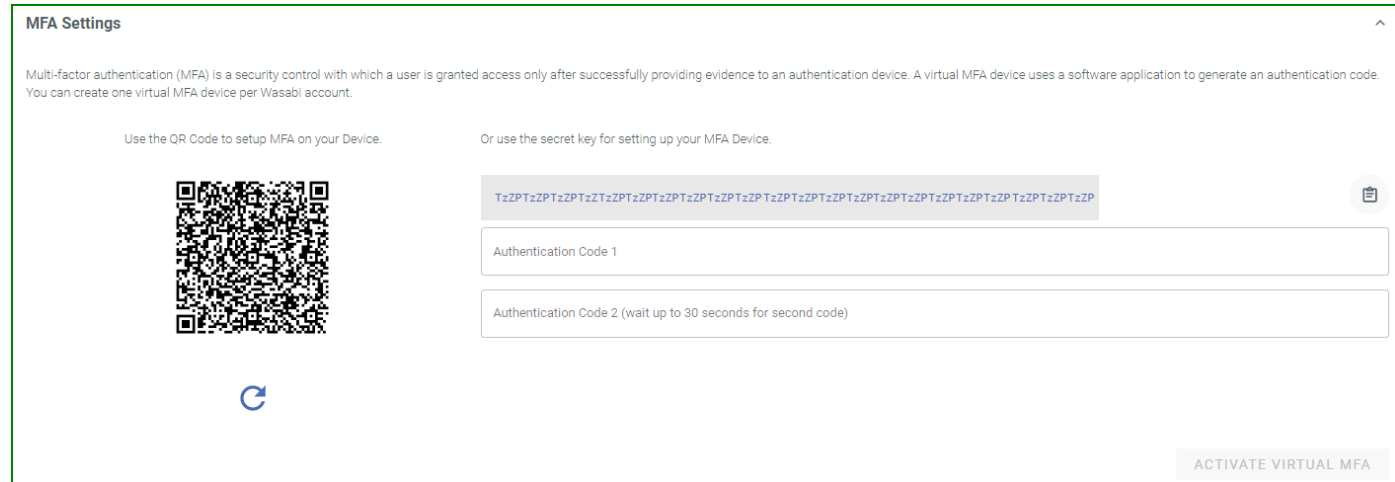 MFA Settings
Multi-factor authentication (MFA) is a security control with which a user is granted access only after successfully providing evidence to an authentication device. A virtual MFA device uses a software application to generate an authentication code.
You can create one virtual MFA device per Wasabi account.
Use the QR Code to setup MFA on your Device.
Or use the secret key for setting up your MFA Device.
TzZPTzZPTzZPTzZTzZPTzZPTzZPTzZPTzZPTzZPTzZPTzZPTzZPTzZPTzZPTzZPTzZPTzZPTzZPTzZPTzZPTzZP
Authentication Code 1
Authentication Code 2 (wait up to 30 seconds for second code)
ACTIVATE VIRTUAL MFA